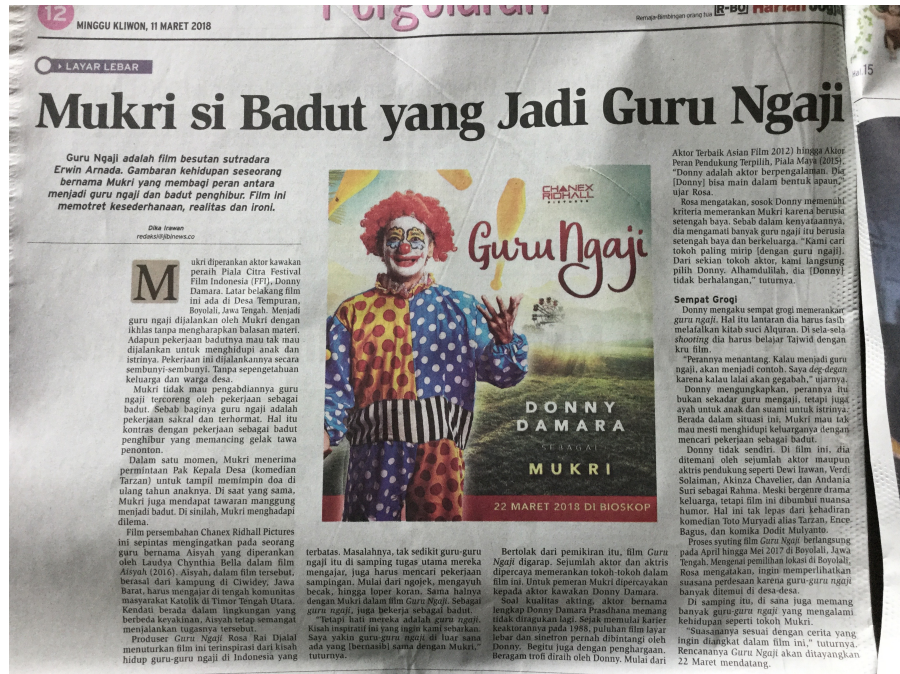 12
MINGGU KLIWON, 11 MARET 2018
Pergelaran
Remaja-Bimbingan orang tua
R-BO
Harian Jogja
Hal.15
LAYAR LEBAR
Mukri si Badut yang Jadi Guru Ngaji
Guru Ngaji adalah film besutan sutradara
Erwin Arnada. Gambaran kehidupan seseorang
bernama Mukri yang membagi peran antara
menjadi guru ngaji dan badut penghibur. Film ini
memotret kesederhanaan, realitas dan ironi.
Dika Irawan
redaksi@jibinews.co
Mukri diperankan aktor kawakan
peraih Piala Citra Festival
Film Indonesia (FFI), Donny
Damara. Latar belakang film
ini ada di Desa Tempuran,
Boyolali, Jawa Tengah. Menjadi
guru ngaji dijalankan oleh Mukri dengan
ikhlas tanpa mengharapkan balasan materi.
Adapun pekerjaan badutnya mau tak mau
dijalankan untuk menghidupi anak dan
istrinya. Pekerjaan ini dijalankannya secara
sembunyi-sembunyi. Tanpa sepengetahuan
keluarga dan warga desa.
Mukri tidak mau pengabdiannya guru
ngaji tercoreng oleh pekerjaan sebagai
badut. Sebab baginya guru ngaji adalah
pekerjaan sakral dan terhormat. Hal itu
kontras dengan pekerjaan sebagai badut
penghibur yang memancing gelak tawa
penonton.
Dalam satu momen, Mukri menerima
permintaan Pak Kepala Desa (komedian
Tarzan) untuk tampil memimpin doa di
ulang tahun anaknya. Di saat yang sama,
Mukri juga mendapat tawaran manggung
menjadi badut. Di sinilah, Mukri menghadapi
dilema.
Film persembahan Chanex Ridhall Pictures
ini sepintas mengingatkan pada seorang
guru bernama Aisyah yang diperankan
oleh Laudya Chynthia Bella dalam film
Aisyah (2016). Aisyah, dalam film tersebut,
berasal dari kampung di Ciwidey, Jawa
Barat, harus mengajar di tengah komunitas
masyarakat Katolik di Timor Tengah Utara.
Kendati berada dalam lingkungan yang
berbeda keyakinan, Aisyah tetap semangat
menjalankan tugasnya tersebut.
Produser Guru Ngaji Rosa Rai Djalal
menuturkan film ini terinspirasi dari kisah
hidup guru-guru ngaji di Indonesia yang
CHANEX
RIDHALL
PICTURES
Guru Ngaji
DONNY
DAMARA
SEBAGAI
MUKRI
22 MARET 2018 DI BIOSKOP
terbatas. Masalahnya, tak sedikit guru-guru
ngaji itu di samping tugas utama mereka
mengajar, juga harus mencari pekerjaan
sampingan. Mulai dari ngojek, mengayuh
becak, hingga loper koran. Sama halnya
dengan Mukri dalam film Guru Ngaji. Sebagai
guru ngaji, juga bekerja sebagai badut.
"Tetapi hati mereka adalah guru ngaji.
Kisah inspiratif ini yang ingin kami sebarkan.
Saya yakin guru-guru ngaji di luar sana
ada yang [bernasib] sama dengan Mukri,"
tuturnya.
Bertolak dari pemikiran itu, film Guru
Ngaji digarap. Sejumlah aktor dan aktris
dipercaya memerankan tokoh-tokoh dalam
film ini. Untuk pemeran Mukri dipercayakan
kepada aktor kawakan Donny Damara.
Soal kualitas akting, aktor bernama
lengkap Donny Damara Prasdhana memang
tidak diragukan lagi. Sejak memulai karier
keaktorannya pada 1988, puluhan film layar
lebar dan sinetron pernah dibintangi oleh
Donny. Begitu juga dengan penghargaan.
Beragam trofi diraih oleh Donny. Mulai dari
Aktor Terbaik Asian Film 2012) hingga Aktor
Peran Pendukung Terpilih, Piala Maya (2015).
"Donny adalah aktor berpengalaman. Dia
[Donny] bisa main dalam bentuk apaun,"
ujar Rosa.
Rosa mengatakan, sosok Donny memenuhi
kriteria memerankan Mukri karena berusia
setengah baya. Sebab dalam kenyataannya,
dia mengamati banyak guru ngaji itu berusia
setengah baya dan berkeluarga. "Kami cari
tokoh paling mirip [dengan guru ngaji].
Dari sekian tokoh aktor, kami langsung
pilih Donny. Alhamdulilah, dia [Donny]
tidak berhalangan," tuturnya.
Sempat Grogi
Donny mengaku sempat grogi memerankan
guru ngaji. Hal itu lantaran dia harus fasih
melafalkan kitab suci Alquran. Di sela-sela
shooting dia harus belajar Tajwid dengan
kru film.
"Perannya menantang. Kalau menjadi guru
ngaji, akan menjadi contoh. Saya deg-degan
karena kalau lalai akan gegabah," ujarnya.
Donny mengungkapkan, perannya itu
bukan sekadar guru mengaji, tetapi juga
ayah untuk anak dan suami untuk istrinya.
Berada dalam situasi ini, Mukri mau tak
mau mesti menghidupi keluarganya dengan
mencari pekerjaan sebagai badut.
Donny tidak sendiri. Di film ini, dia
ditemani oleh sejumlah aktor maupun
aktris pendukung seperti Dewi Irawan, Verdi
Solaiman, Akinza Chavelier, dan Andania
Suri sebagai Rahma. Meski bergenre drama
keluarga, tetapi film ini dibumbui nuansa
humor. Hal ini tak lepas dari kehadiran
komedian Toto Muryadi alias Tarzan, Ence
Bagus, dan komika Dodit Mulyanto.
Proses syuting film Guru Ngaji berlangsung
pada April hingga Mei 2017 di Boyolali, Jawa
Tengah. Mengenai pemilihan lokasi di Boyolali,
Rosa mengatakan, ingin memperlihatkan
suasana perdesaan karena guru-guru ngaji
banyak ditemui di desa-desa.
Di samping itu, di sana juga memang
banyak guru-guru ngaji yang mengalami
kehidupan seperti tokoh Mukri.
"Suasananya sesuai dengan cerita yang
ingin diangkat dalam film ini," tuturnya.
Rencananya Guru Ngaji akan ditayangkan
22 Maret mendatang.